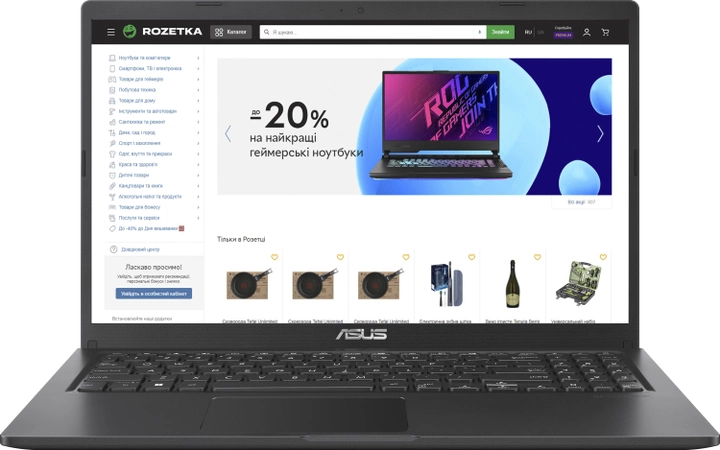 ROZETKA
Каталог
Я шукаю...
Знайти
RU
UA
Спробуйте
PREMIUM
Ноутбуки та комп'ютери
Смартфони, ТВ і електроніка
Товари для геймерів
Побутова техніка
Товари для дому
Інструменти та автотовари
Сантехніка та ремонт
Дача, сад і город
Спорт і захоплення
Одяг, взуття та прикраси
Краса та здоров'я
Дитячі товари
Канцтовари та книги
Алкогольні напої та продукти
Товари для бізнесу
Послуги та сервіси
До -40% до Дня вишиванки
Довідковий центр
Ласкаво просимо!
Увійдіть, щоб отримувати рекомендації,
персональні бонуси і знижки.
Увійдіть в особистий кабінет
Встановлюйте наші додатки
до
-20%
на найкращі
геймерські ноутбуки
ROG
REPUBLIC OF GAMERS
JOIN TH
Всі акції
Тільки в Розетці
Сковорода Tefal Unlimited
Сковорода Tefal Unlimited
Сковорода Tefal Unlimited
Електрична зубна щітка
Універсальний набір
ASUS